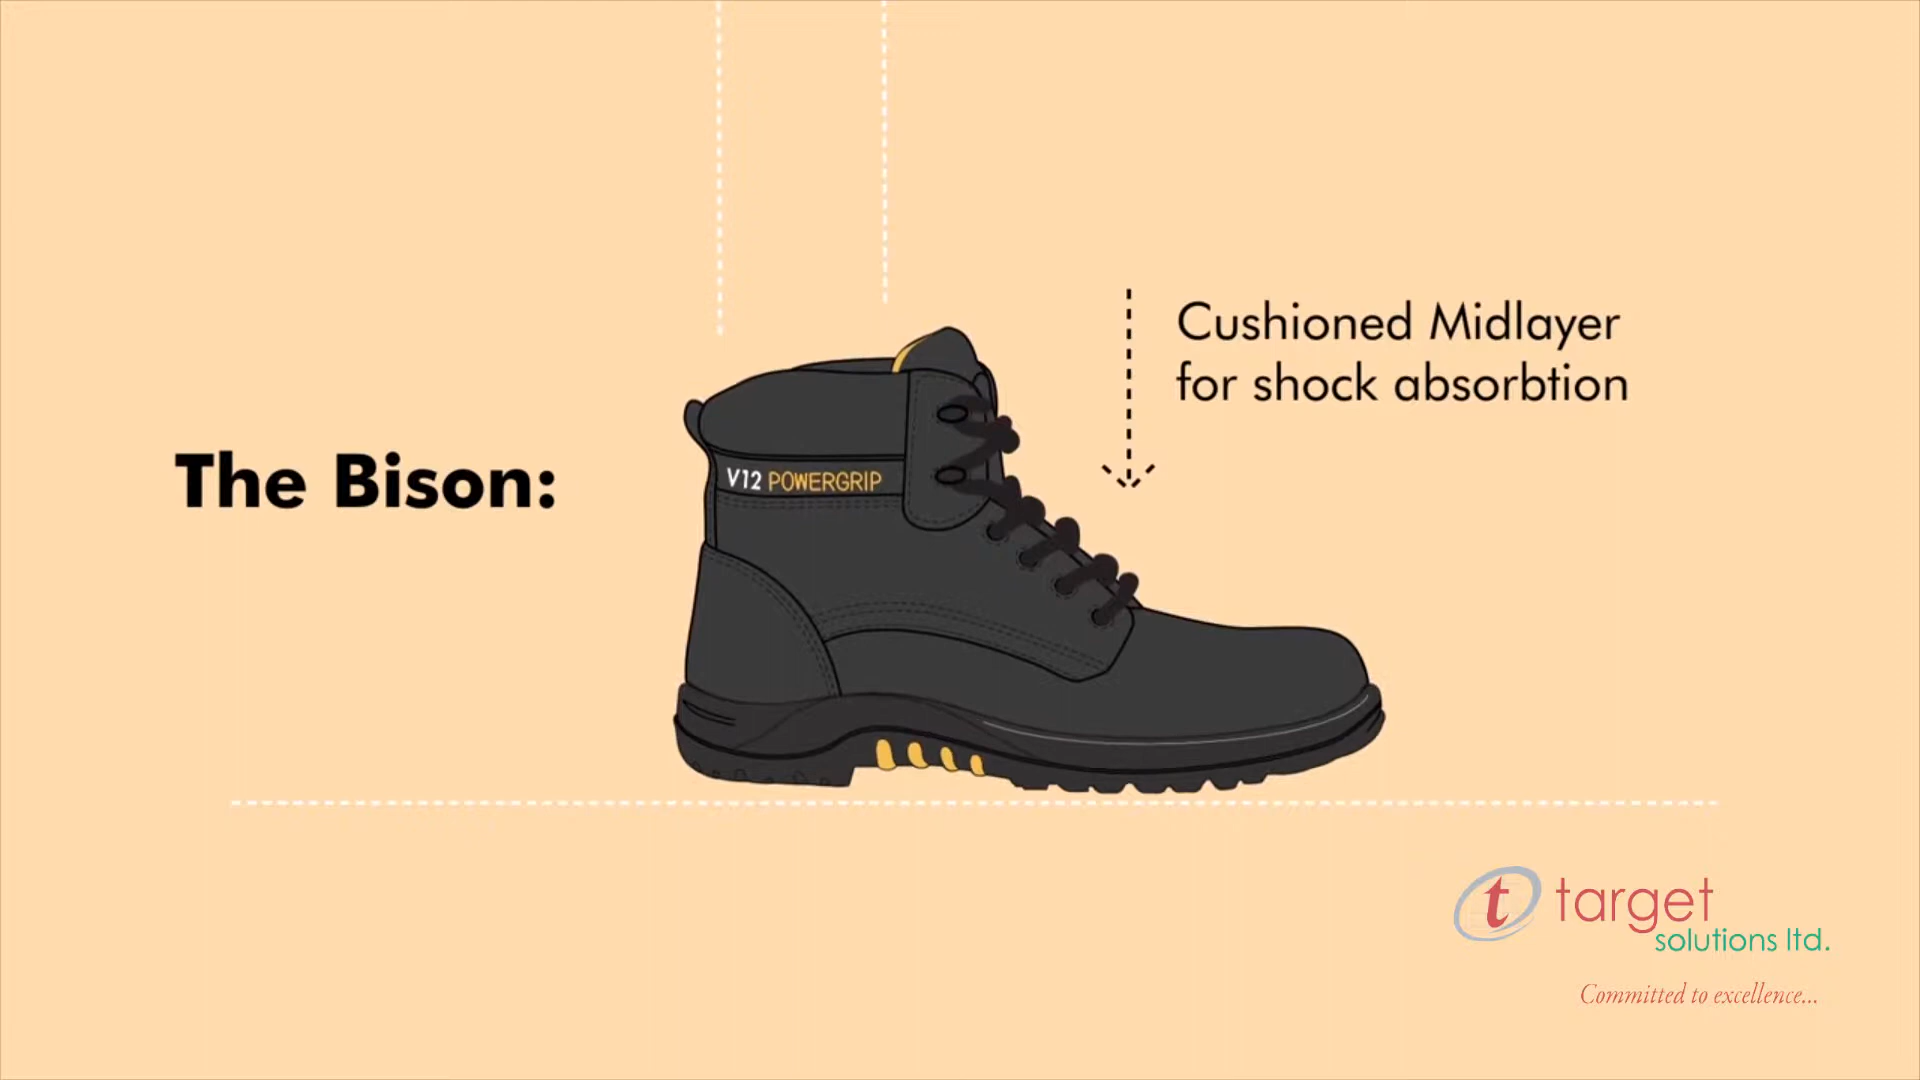 The Bison:
Cushioned Midlayer
for shock absorbtion
V12 POWERGRIP
t target
solutions ltd.
Committed to excellence...